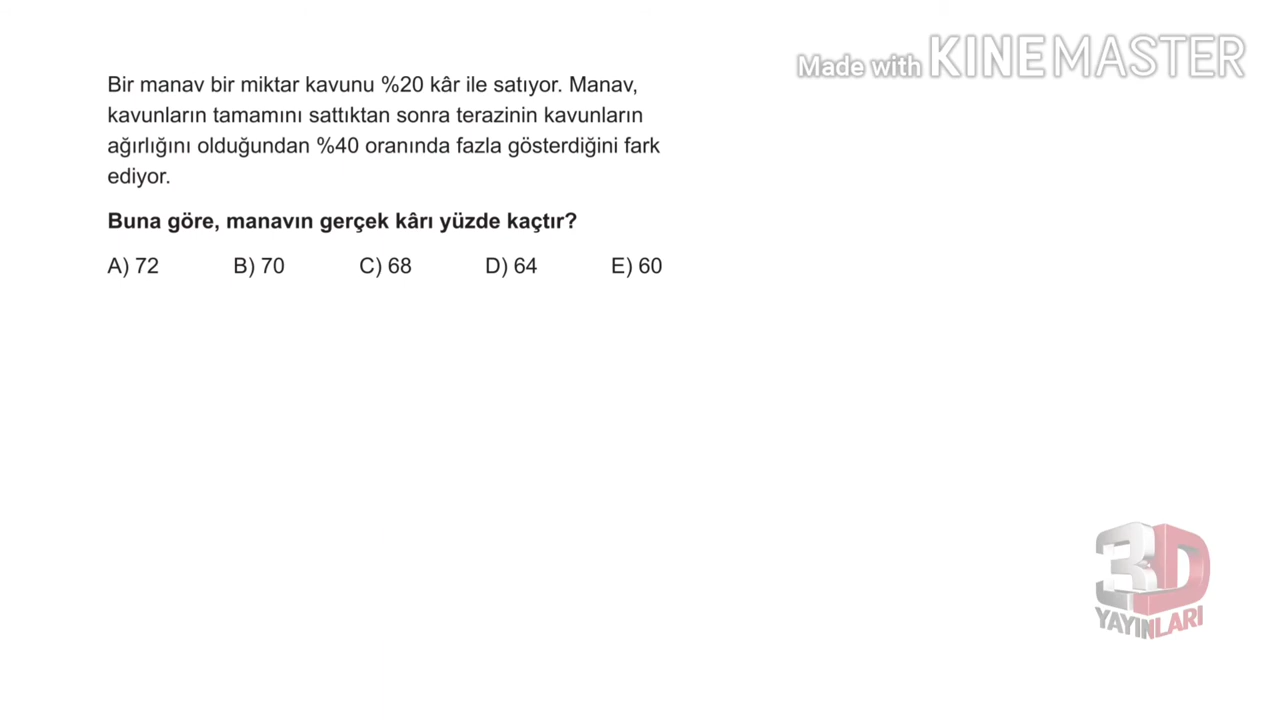 Made with KINEMASTER
Bir manav bir miktar kavunu %20 kâr ile satıyor. Manav,
kavunların tamamını sattıktan sonra terazinin kavunların
ağırlığını olduğundan %40 oranında fazla gösterdiğini fark
ediyor.
Buna göre, manavın gerçek kârı yüzde kaçtır?
A) 72 B) 70 C) 68 D) 64 E) 60
3D
YAYINLARI